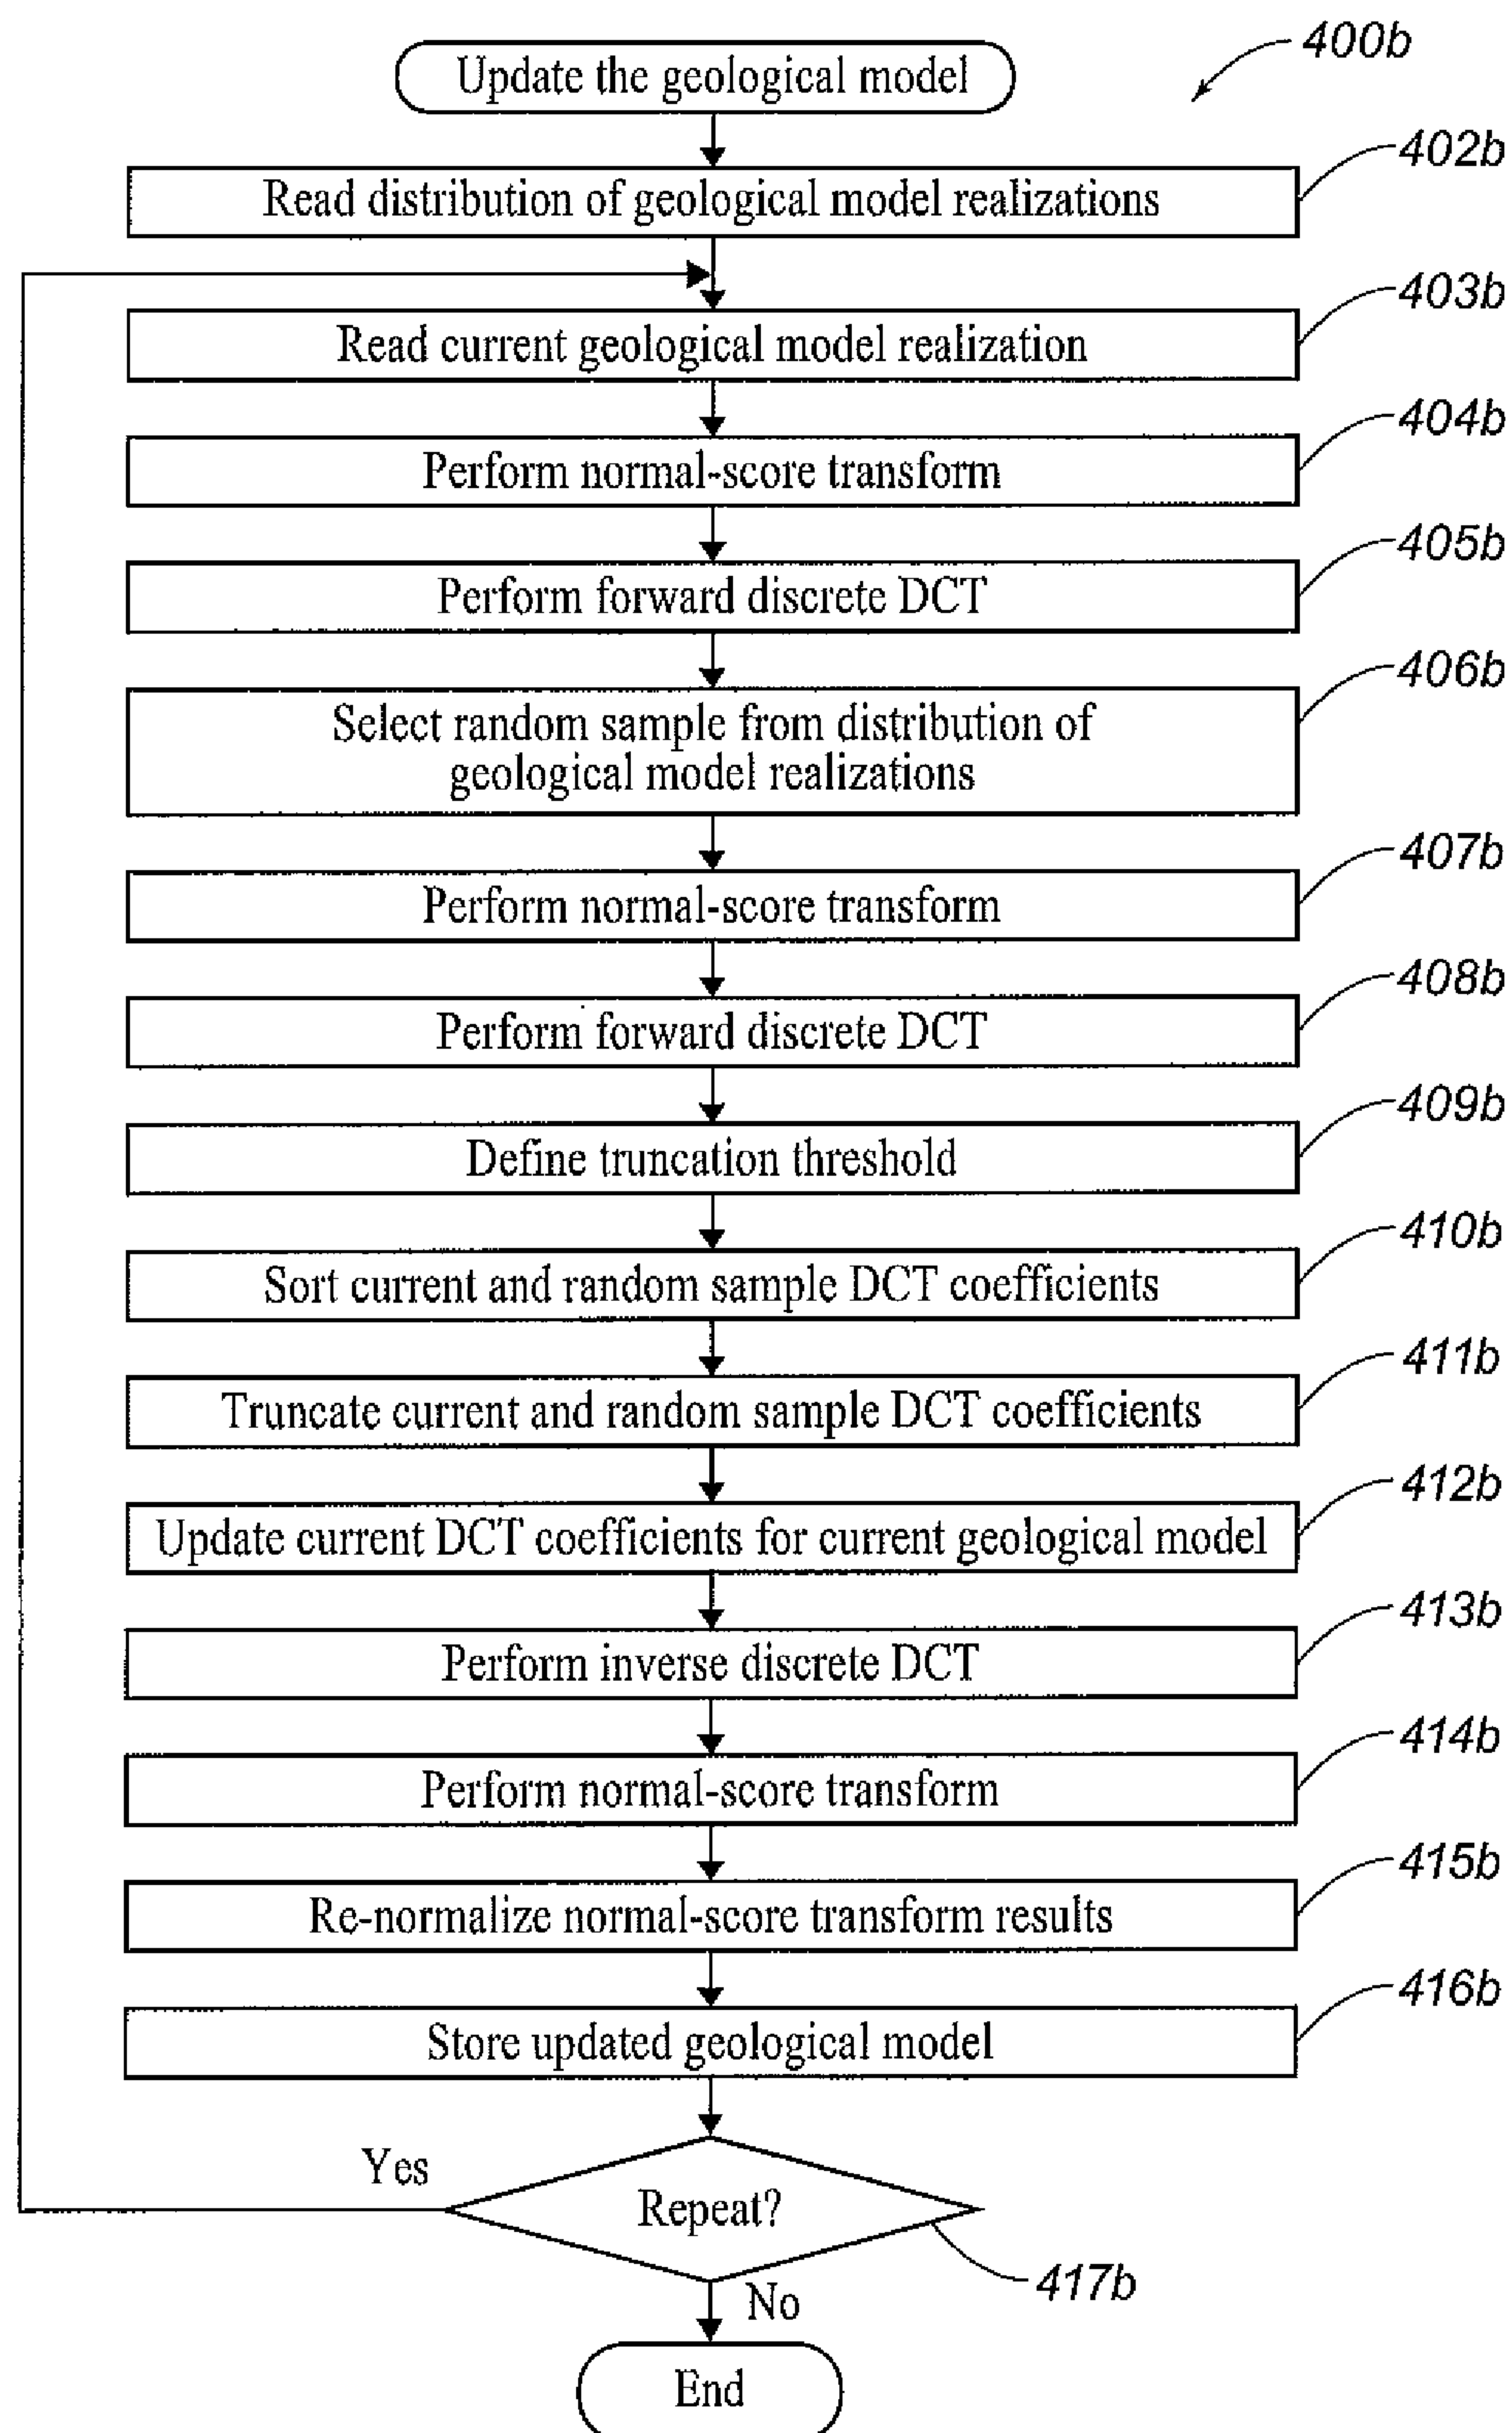 400b
Update the geological model
402b
Read distribution of geological model realizations
403b
Read current geological model realization
404b
Perform normal-score transform
405b
Perform forward discrete DCT
406b
Select random sample from distribution of
geological model realizations
407b
Perform normal-score transform
408b
Perform forward discrete DCT
409b
Define truncation threshold
410b
Sort current and random sample DCT coefficients
411b
Truncate current and random sample DCT coefficients
412b
Update current DCT coefficients for current geological model
413b
Perform inverse discrete DCT
414b
Perform normal-score transform
415b
Re-normalize normal-score transform results
416b
Store updated geological model
Yes
Repeat?
417b
No
End